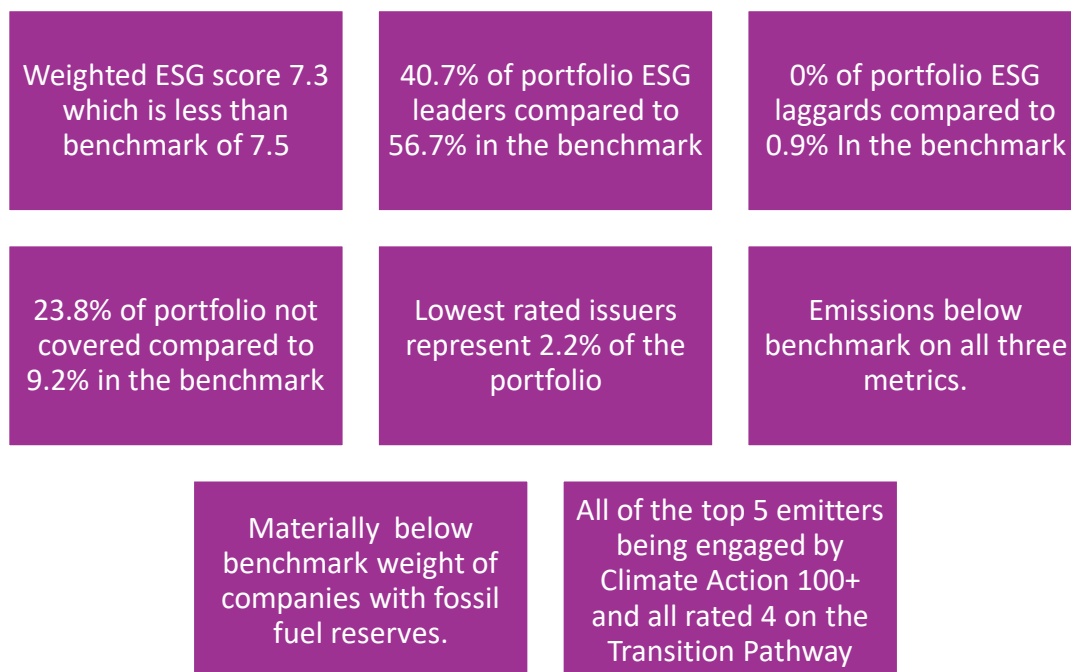 Weighted ESG score 7.3
which is less than
benchmark of 7.5
40.7% of portfolio ESG
leaders compared to
56.7% in the benchmark
0% of portfolio ESG
laggards compared to
0.9% In the benchmark
23.8% of portfolio not
covered compared to
9.2% in the benchmark
Lowest rated issuers
represent 2.2% of the
portfolio
Emissions below
benchmark on all three
metrics.
Materially  below
benchmark weight of
companies with fossil
fuel reserves.
All of the top 5 emitters
being engaged by
Climate Action 100+
and all rated 4 on the
Transition Pathway